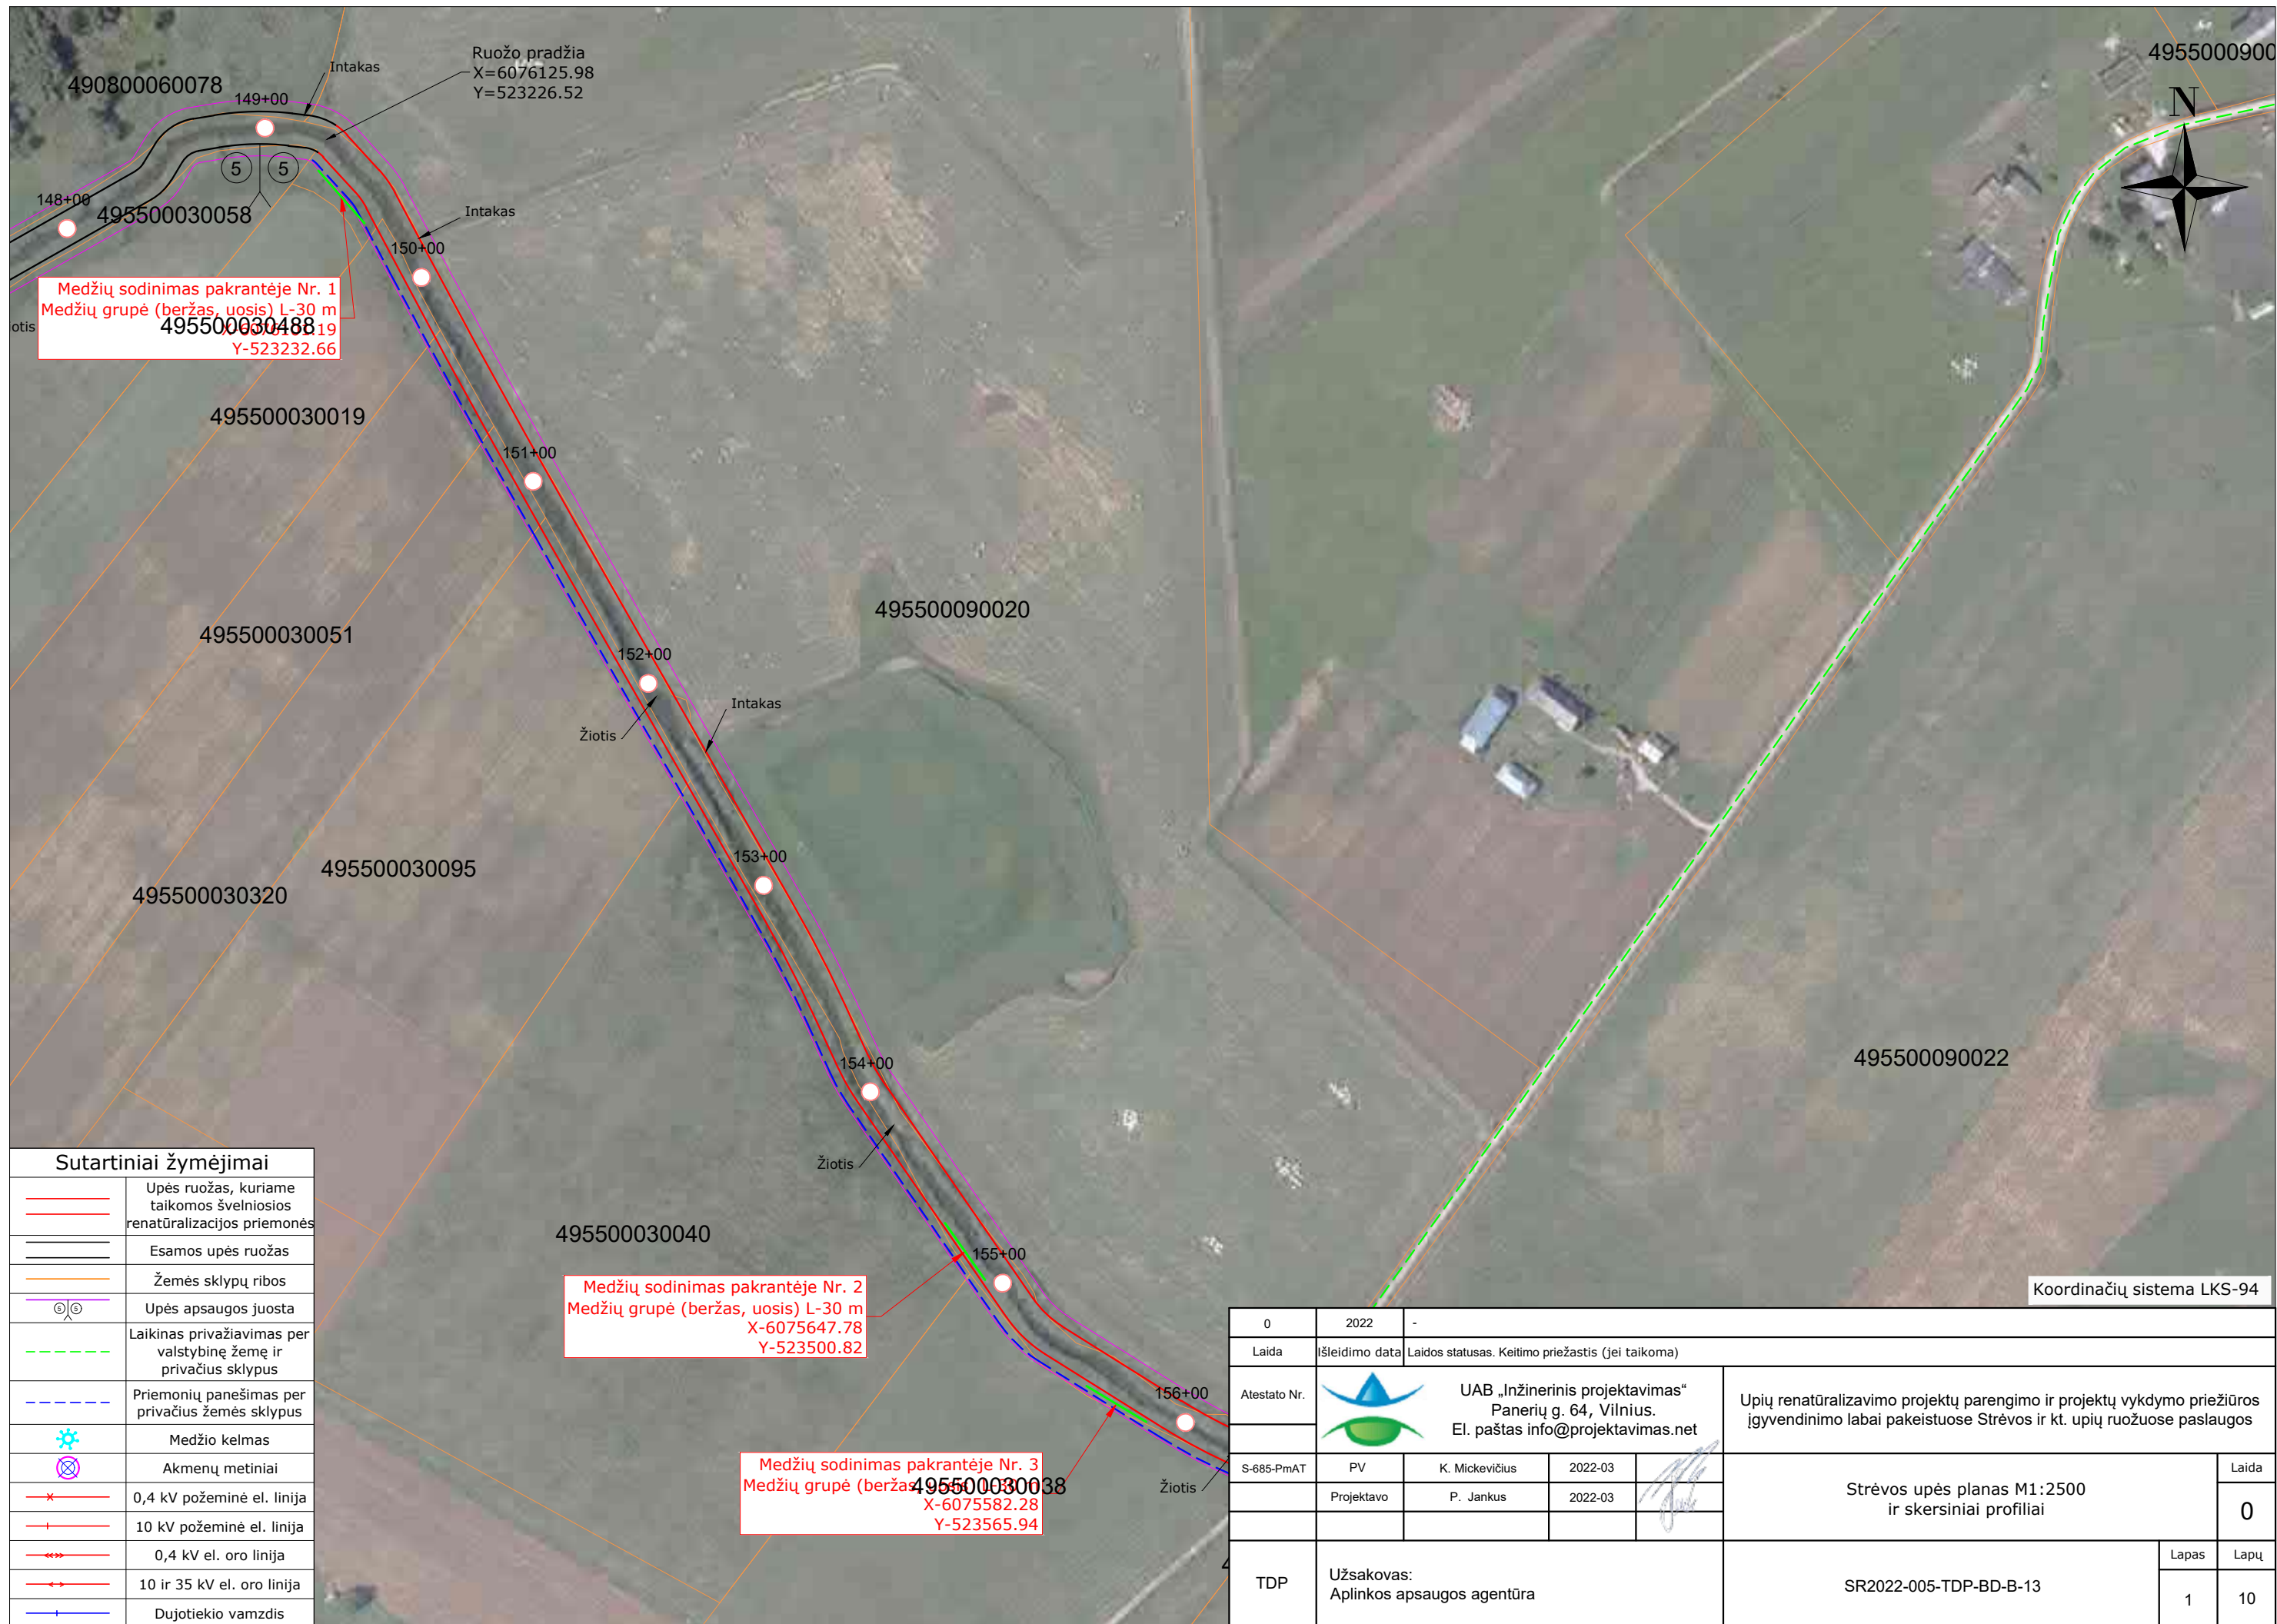 490800060078
149+00
Intakas
Ruožo pradžia
X=6076125.98
Y=523226.52
4955000900
N
5
5
148+00
495500030058
Intakas
150+00
Medžių sodinimas pakrantėje Nr. 1
Medžių grupė (beržas, uosis) L-30 m
495500030488
Y-523232.66
otis
495500030019
151+00
495500030051
495500090020
152+00
Intakas
Žiotis
153+00
495500030095
495500030320
154+00
Žiotis
495500090022
495500030040
155+00
Medžių sodinimas pakrantėje Nr. 2
Medžių grupė (beržas, uosis) L-30 m
X-6075647.78
Y-523500.82
156+00
Medžių sodinimas pakrantėje Nr. 3
Medžių grupė (beržas
495500030038
X-6075582.28
Y-523565.94
Žiotis
Koordinačių sistema LKS-94
Sutartiniai žymėjimai
Upės ruožas, kuriame
taikomos švelniosios
renatūralizacijos priemonės
Esamos upės ruožas
Žemės sklypų ribos
5 5
Upės apsaugos juosta
Laikinas privažiavimas per
valstybinę žemę ir
privačius sklypus
Priemonių panešimas per
privačius žemės sklypus
Medžio kelmas
Akmenų metiniai
0,4 kV požeminė el. linija
10 kV požeminė el. linija
0,4 kV el. oro linija
10 ir 35 kV el. oro linija
Dujotiekio vamzdis
0 2022 -
Laida Išleidimo data Laidos statusas. Keitimo priežastis (jei taikoma)
Atestato Nr.
UAB „Inžinerinis projektavimas“
Panerių g. 64, Vilnius.
El. paštas info@projektavimas.net
Upių renatūralizavimo projektų parengimo ir projektų vykdymo priežiūros
įgyvendinimo labai pakeistuose Strėvos ir kt. upių ruožuose paslaugos
S-685-PmAT PV K. Mickevičius 2022-03
Projektavo P. Jankus 2022-03
Strėvos upės planas M1:2500
ir skersiniai profiliai
Laida
0
TDP
Užsakovas:
Aplinkos apsaugos agentūra
SR2022-005-TDP-BD-B-13
Lapas Lapų
1 10